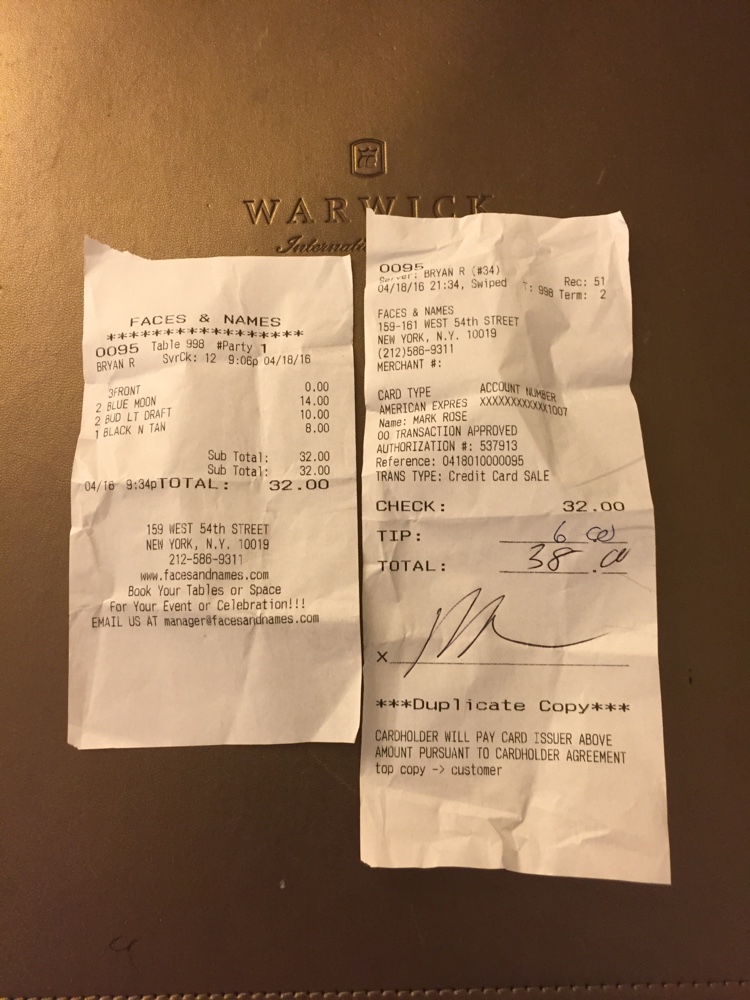 WARWICK
FACES & NAMES
*******************
0095 Table 998 #Party 1
BRYAN R SvrCk: 12 9:06p 04/18/16
3FRONT 0.00
2 BLUE MOON 14.00
2 BUD LT DRAFT 10.00
1 BLACK N TAN 8.00
Sub Total: 32.00
Sub Total: 32.00
04/18 9:34pTOTAL: 32.00
159 WEST 54th STREET
NEW YORK, N.Y. 10019
212-586-9311
www.facesandnames.com
Book Your Tables or Space
For Your Event or Celebration!!!
EMAIL US AT manager@facesandnames.com
0095
Server: BRYAN R (#34) Rec: 51
04/18/16 21:34, Swiped T: 998 Term: 2
FACES & NAMES
159-161 WEST 54th STREET
NEW YORK, N.Y. 10019
(212)586-9311
MERCHANT #:
CARD TYPE ACCOUNT NUMBER
AMERICAN EXPRES XXXXXXXXXXX1007
Name: MARK ROSE
00 TRANSACTION APPROVED
AUTHORIZATION #: 537913
Reference: 0418010000095
TRANS TYPE: Credit Card SALE
CHECK: 32.00
TIP: 6 00
TOTAL: 38.00
X
***Duplicate Copy***
CARDHOLDER WILL PAY CARD ISSUER ABOVE
AMOUNT PURSUANT TO CARDHOLDER AGREEMENT
top copy -> customer